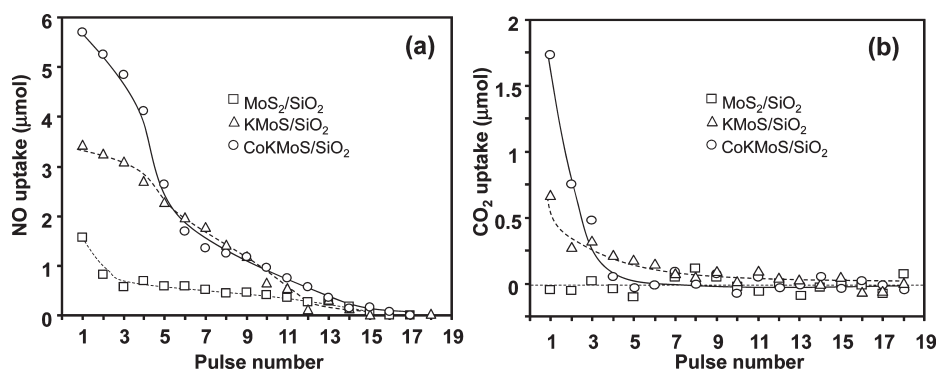 (a)
NO uptake (μmol)
6
5
4
3
2
1
0
MoS₂/SiO₂
KMoS/SiO₂
CoKMoS/SiO₂
1 3 5 7 9 11 13 15 17 19
Pulse number
(b)
CO₂ uptake (μmol)
2
1.5
1
0.5
0
MoS₂/SiO₂
KMoS/SiO₂
CoKMoS/SiO₂
1 3 5 7 9 11 13 15 17 19
Pulse number